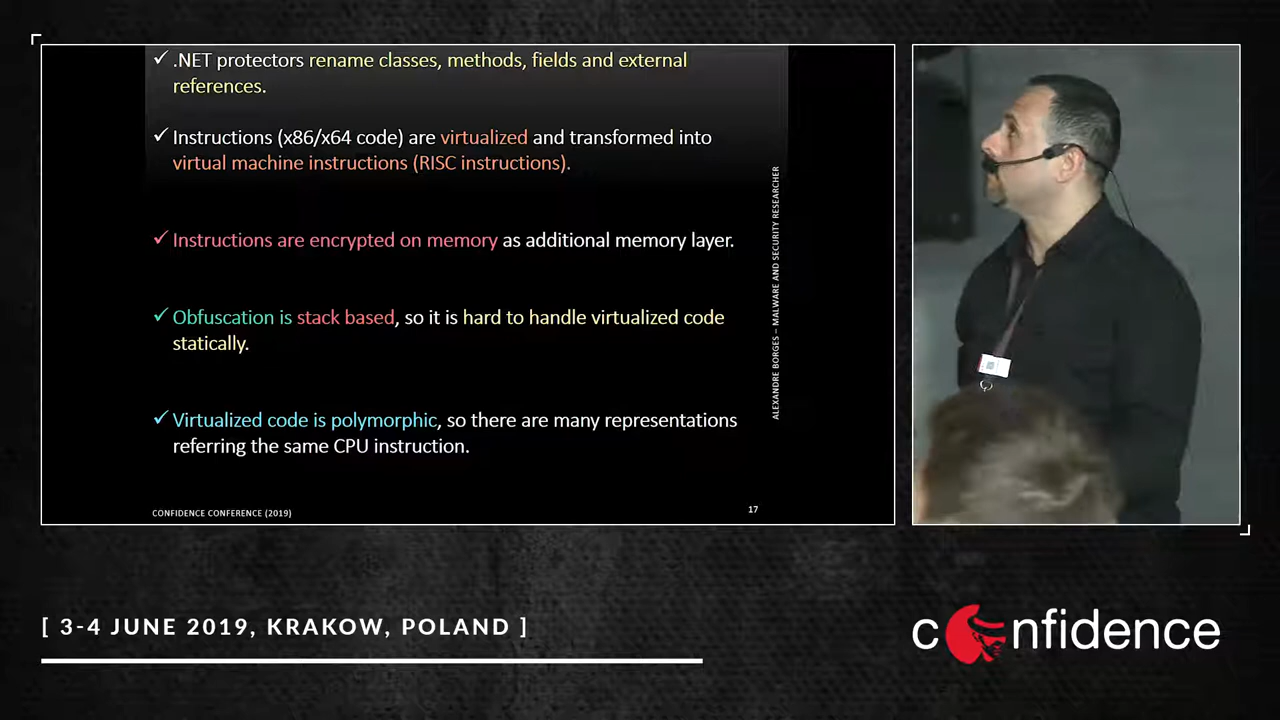 ✓ .NET protectors rename classes, methods, fields and external
references.
✓ Instructions (x86/x64 code) are virtualized and transformed into
virtual machine instructions (RISC instructions).
✓ Instructions are encrypted on memory as additional memory layer.
✓ Obfuscation is stack based, so it is hard to handle virtualized code
statically.
✓ Virtualized code is polymorphic, so there are many representations
referring the same CPU instruction.
ALEXANDRE BORGES – MALWARE AND SECURITY RESEARCHER
CONFIDENCE CONFERENCE (2019)
17
[ 3-4 JUNE 2019, KRAKOW, POLAND ]
confidence